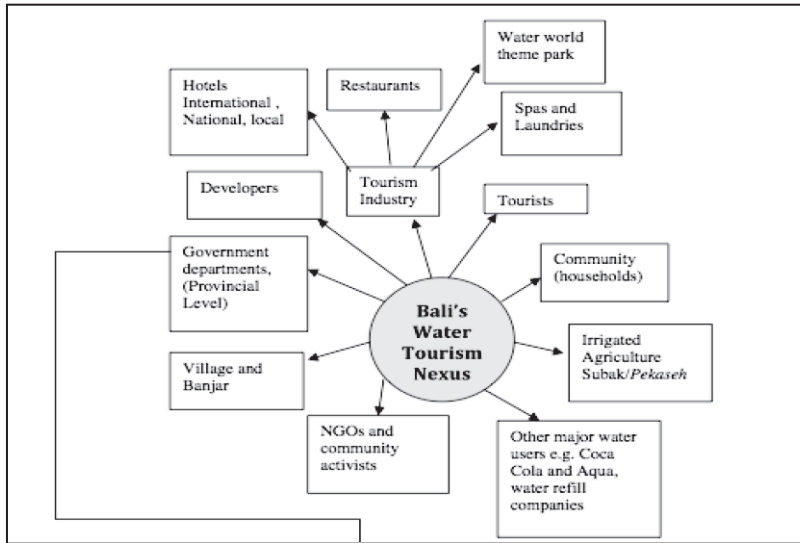 Water world
theme park
Hotels
International ,
National, local
Restaurants
Spas and
Laundries
Tourism
Industry
Developers
Tourists
Government
departments,
(Provincial
Level)
Community
(households)
Bali's
Water
Tourism
Nexus
Irrigated
Agriculture
Subak/Pekaseh
Village and
Banjar
NGOs and
community
activists
Other major water
users e.g. Coca
Cola and Aqua,
water refill
companies